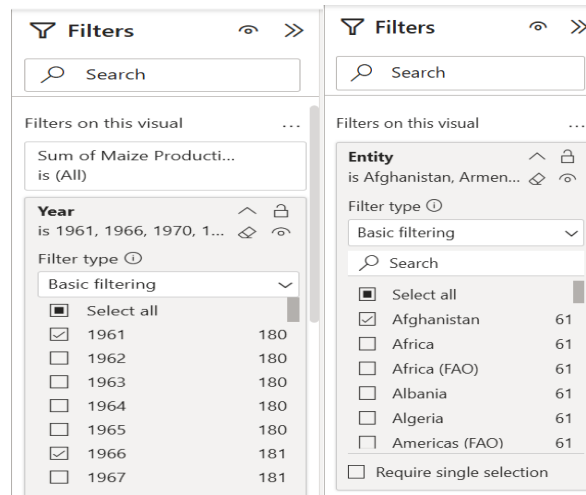 Filters
Search
Filters on this visual ...
Sum of Maize Producti...
is (All)
Year
is 1961, 1966, 1970, 1...
Filter type
Basic filtering
Select all
1961 180
1962 180
1963 180
1964 180
1965 180
1966 181
1967 181
Filters
Search
Filters on this visual ...
Entity
is Afghanistan, Armen...
Filter type
Basic filtering
Search
Select all
Afghanistan 61
Africa 61
Africa (FAO) 61
Albania 61
Algeria 61
Americas (FAO) 61
Require single selection